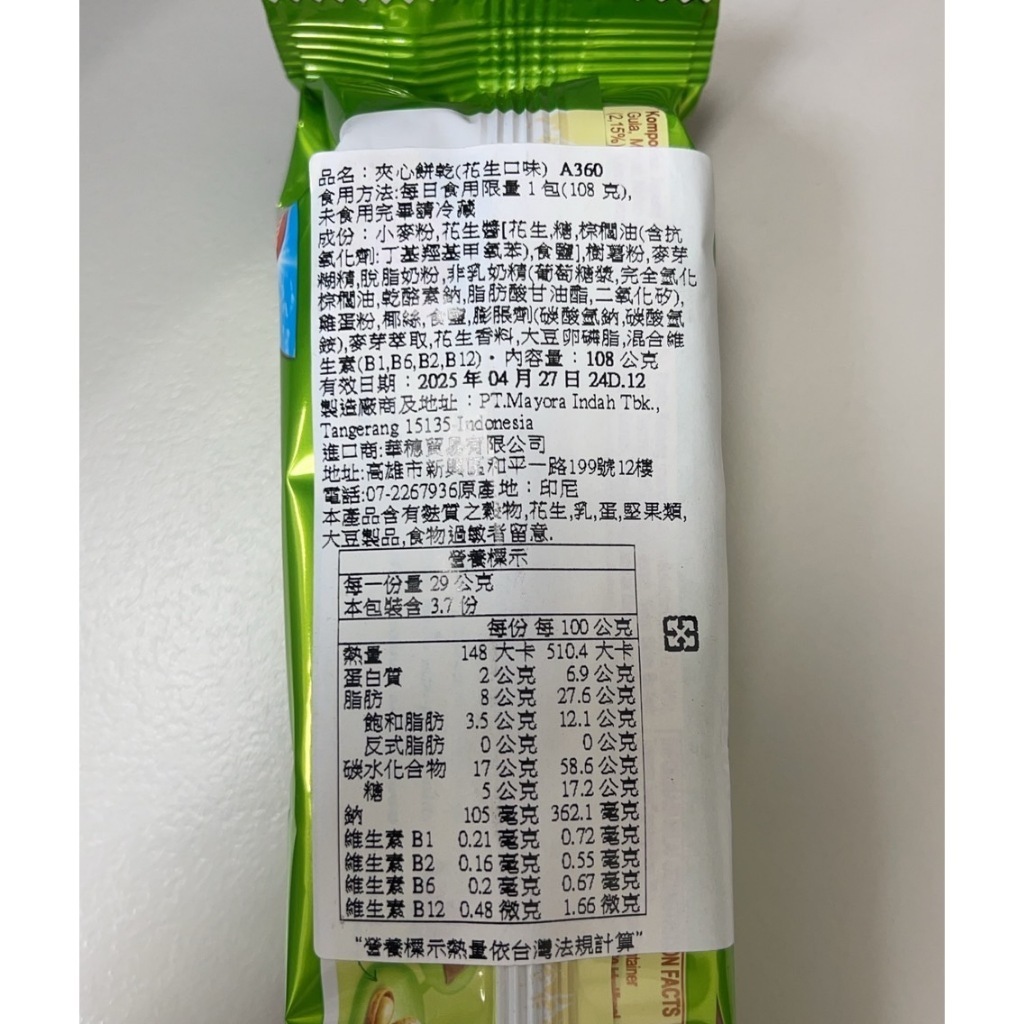 Kompo
Gula, M
(2,15%)
品名：夾心餅乾(花生口味) A360
食用方法:每日食用限量 1 包(108 克),
未食用完畢請冷藏
成份：小麥粉,花生醬[花生,糖,棕櫚油(含抗
氧化劑:丁基羥基甲氧苯),食鹽],樹薯粉,麥芽
糊精,脫脂奶粉,非乳奶精(葡萄糖漿,完全氫化
棕櫚油,乾酪素鈉,脂肪酸甘油酯,二氧化矽),
雞蛋粉,椰絲,食鹽,膨脹劑(碳酸氫鈉,碳酸氫
銨),麥芽萃取,花生香料,大豆卵磷脂,混合維
生素(B1,B6,B2,B12)・內容量：108 公克
有效日期：2025 年 04 月 27 日 24D.12
製造廠商及地址：PT.Mayora Indah Tbk.,
Tangerang 15135 Indonesia
進口商:華穗貿易有限公司
地址:高雄市新興區和平一路199號12樓
電話:07-2267936原產地：印尼
本產品含有麩質之穀物,花生,乳,蛋,堅果類,
大豆製品,食物過敏者留意.
營養標示
每一份量 29 公克
本包裝含 3.7 份
每份 每 100 公克
熱量 148 大卡 510.4 大卡
蛋白質 2 公克 6.9 公克
脂肪 8 公克 27.6 公克
飽和脂肪 3.5 公克 12.1 公克
反式脂肪 0 公克 0 公克
碳水化合物 17 公克 58.6 公克
糖 5 公克 17.2 公克
鈉 105 毫克 362.1 毫克
維生素 B1 0.21 毫克 0.72 毫克
維生素 B2 0.16 毫克 0.55 毫克
維生素 B6 0.2 毫克 0.67 毫克
維生素 B12 0.48 微克 1.66 微克
“營養標示熱量依台灣法規計算”
ON FACTS
tainer